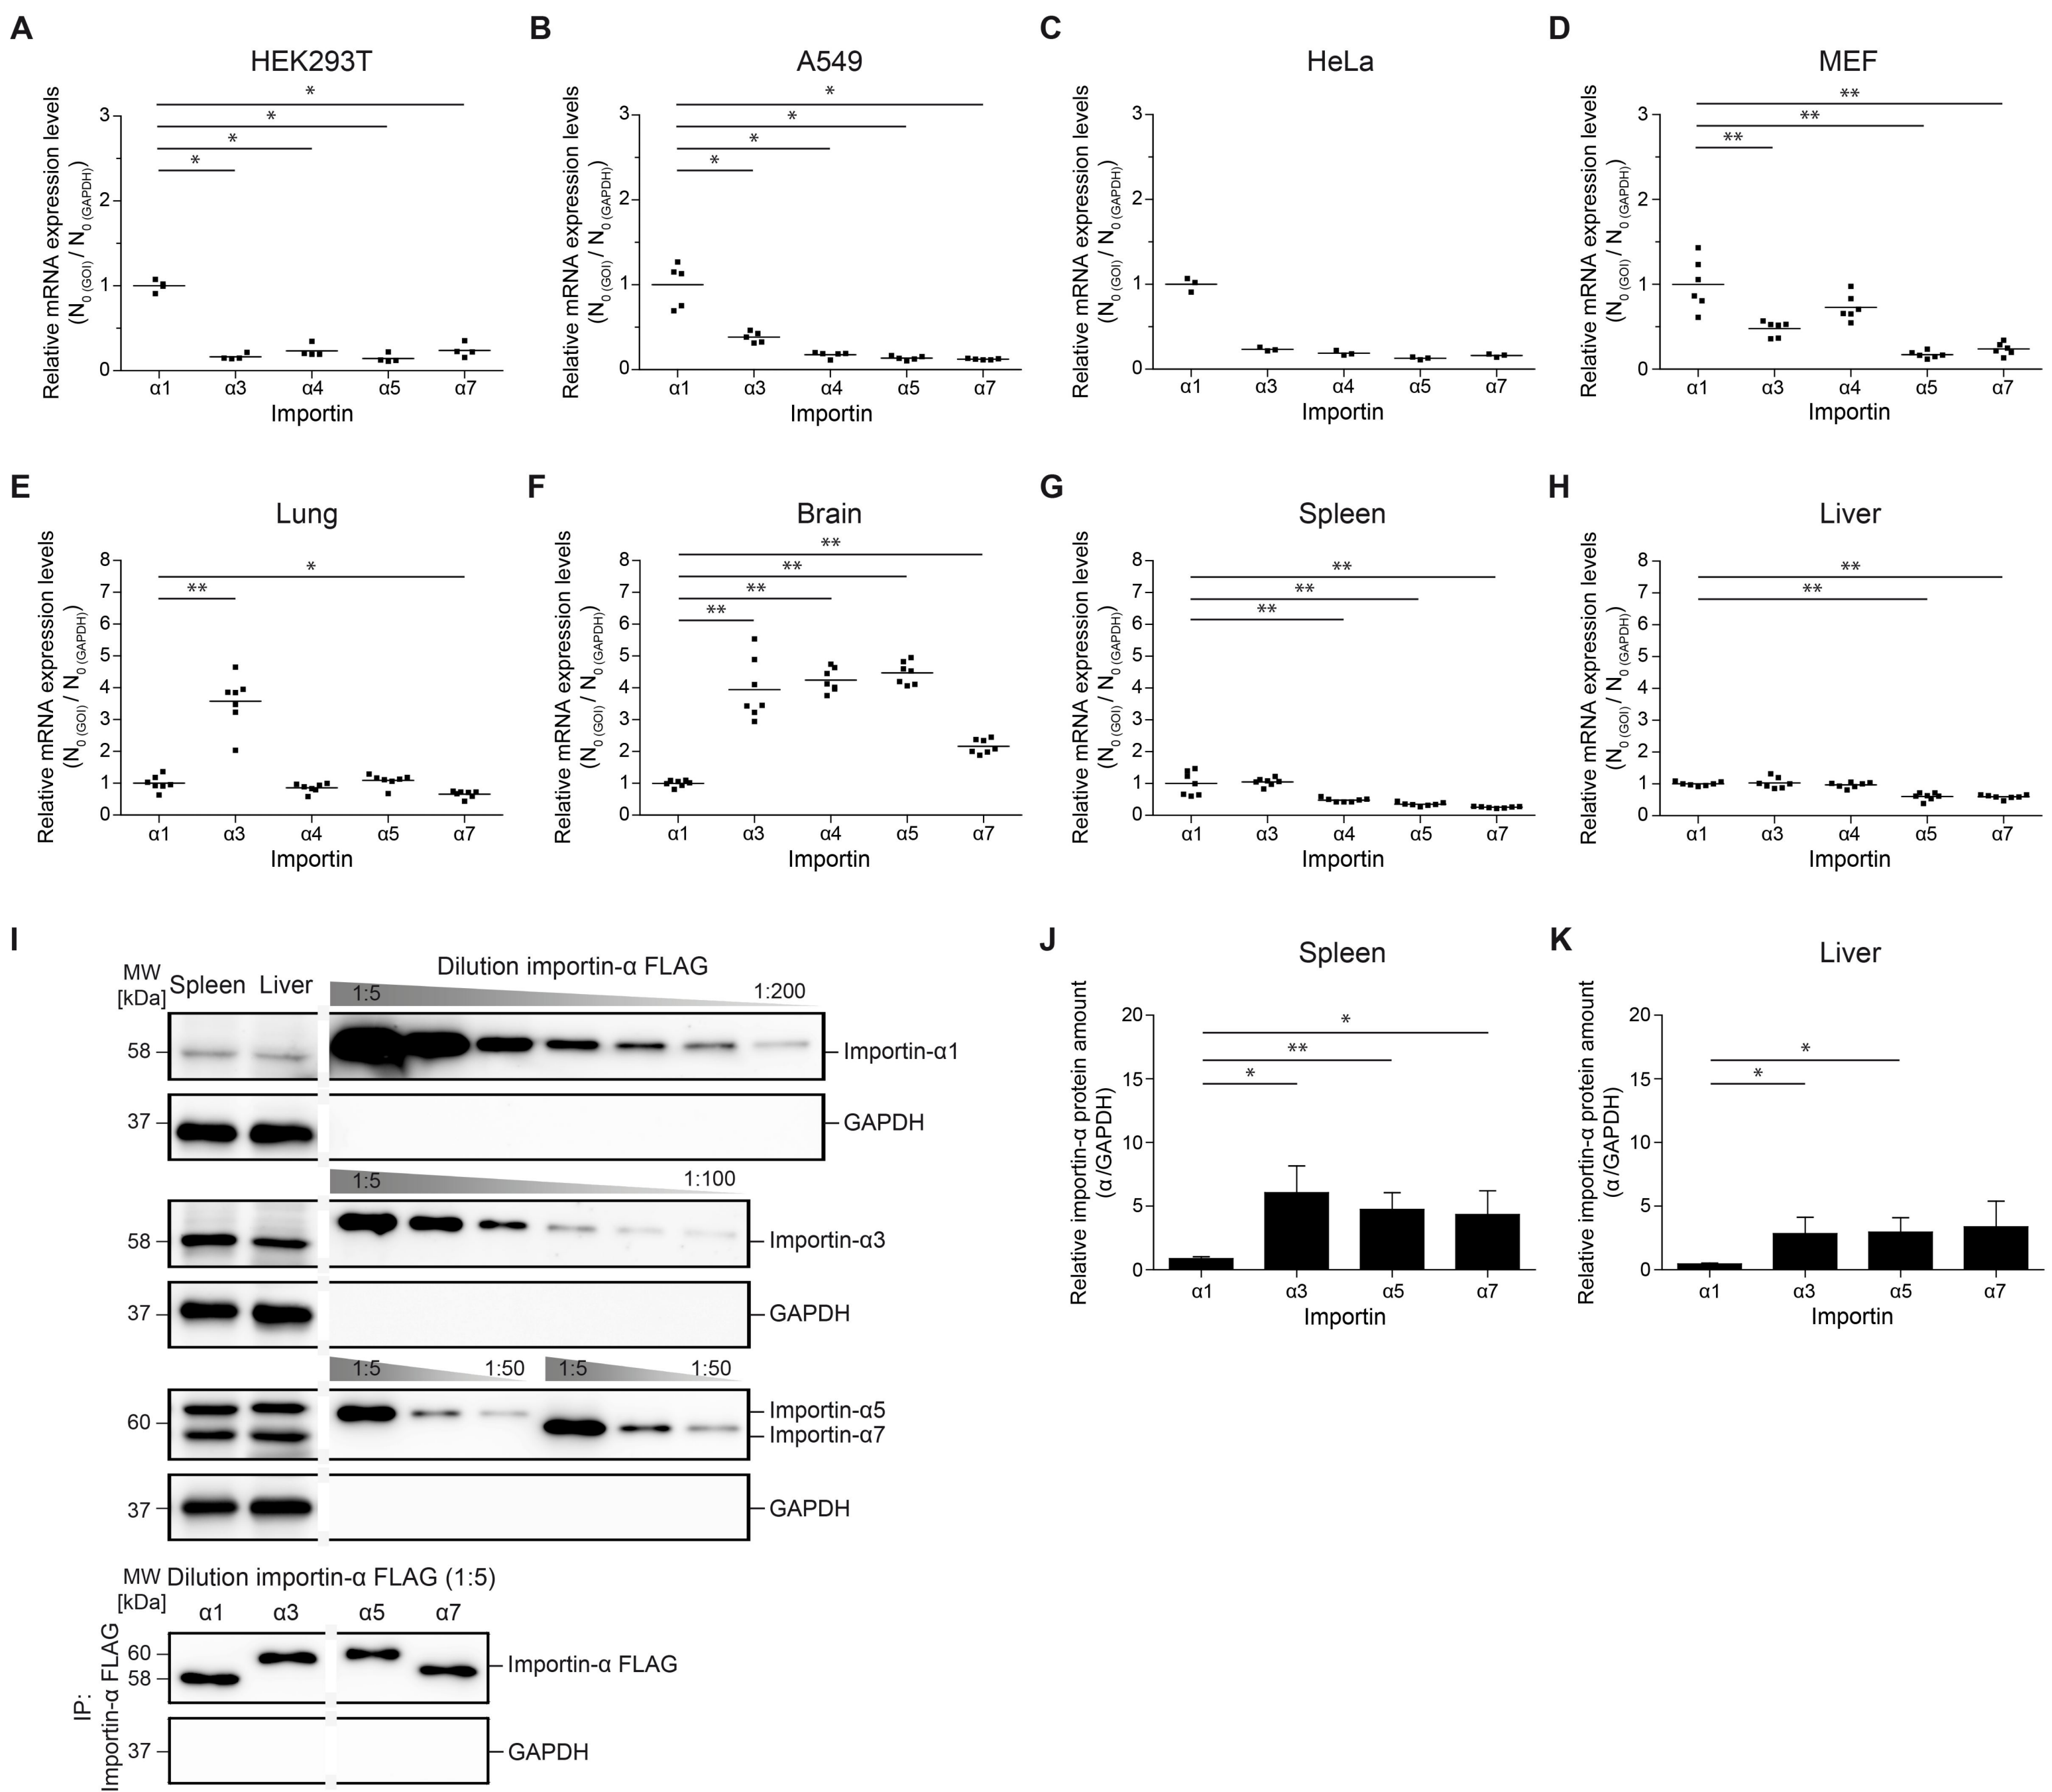 A
HEK293T
Relative mRNA expression levels
(N0 (GOI) / N0 (GAPDH))
3
2
1
0
*
*
*
*
α1 α3 α4 α5 α7
Importin
B
A549
Relative mRNA expression levels
(N0 (GOI) / N0 (GAPDH))
3
2
1
0
*
*
*
*
α1 α3 α4 α5 α7
Importin
C
HeLa
Relative mRNA expression levels
(N0 (GOI) / N0 (GAPDH))
3
2
1
0
α1 α3 α4 α5 α7
Importin
D
MEF
Relative mRNA expression levels
(N0 (GOI) / N0 (GAPDH))
3
2
1
0
**
**
**
α1 α3 α4 α5 α7
Importin
E
Lung
Relative mRNA expression levels
(N0 (GOI) / N0 (GAPDH))
8
7
6
5
4
3
2
1
0
*
**
α1 α3 α4 α5 α7
Importin
F
Brain
Relative mRNA expression levels
(N0 (GOI) / N0 (GAPDH))
8
7
6
5
4
3
2
1
0
**
**
**
**
α1 α3 α4 α5 α7
Importin
G
Spleen
Relative mRNA expression levels
(N0 (GOI) / N0 (GAPDH))
8
7
6
5
4
3
2
1
0
**
**
**
α1 α3 α4 α5 α7
Importin
H
Liver
Relative mRNA expression levels
(N0 (GOI) / N0 (GAPDH))
8
7
6
5
4
3
2
1
0
**
**
α1 α3 α4 α5 α7
Importin
I
MW
[kDa]
Spleen Liver
Dilution importin-α FLAG
1:5 1:200
58 Importin-α1
37 GAPDH
1:5 1:100
58 Importin-α3
37 GAPDH
1:5 1:50 1:5 1:50
60 Importin-α5
Importin-α7
37 GAPDH
MW
[kDa]
Dilution importin-α FLAG (1:5)
α1 α3 α5 α7
IP:
Importin-α FLAG
60
58
Importin-α FLAG
37 GAPDH
J
Spleen
Relative importin-α protein amount
(α/GAPDH)
20
15
10
5
0
*
**
*
α1 α3 α5 α7
Importin
K
Liver
Relative importin-α protein amount
(α/GAPDH)
20
15
10
5
0
*
*
α1 α3 α5 α7
Importin